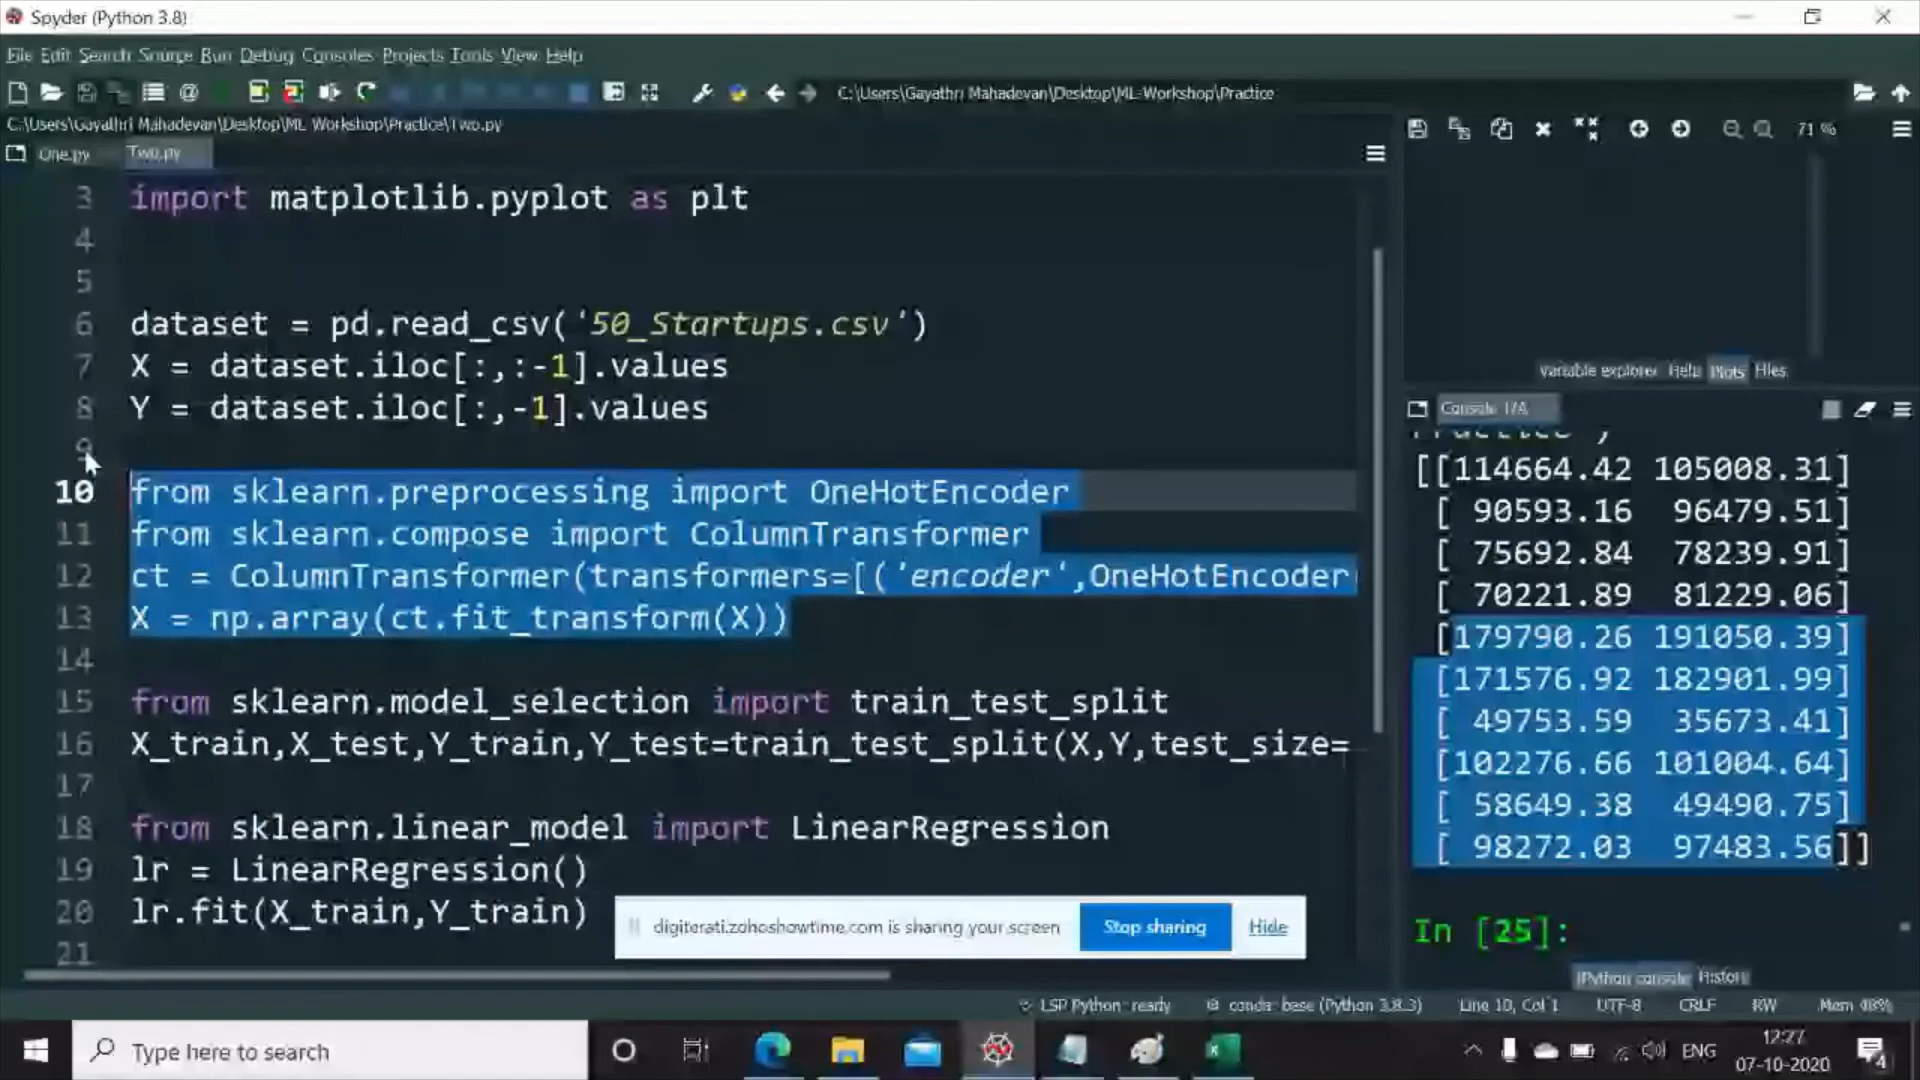 Spyder (Python 3.8)
File Edit Search Source Run Debug Consoles Projects Tools View Help
C:\Users\Gayathri Mahadevan\Desktop\ML-Workshop\Practice
C:\Users\Gayathri Mahadevan\Desktop\ML Workshop\Practice\Two.py
71 %
One.py Two.py
3 import matplotlib.pyplot as plt
4
5
6 dataset = pd.read_csv('50_Startups.csv')
7 X = dataset.iloc[:,:-1].values
8 Y = dataset.iloc[:,-1].values
9
10 from sklearn.preprocessing import OneHotEncoder
11 from sklearn.compose import ColumnTransformer
12 ct = ColumnTransformer(transformers=[('encoder',OneHotEncoder
13 X = np.array(ct.fit_transform(X))
14
15 from sklearn.model_selection import train_test_split
16 X_train,X_test,Y_train,Y_test=train_test_split(X,Y,test_size=
17
18 from sklearn.linear_model import LinearRegression
19 lr = LinearRegression()
20 lr.fit(X_train,Y_train)
21
Variable explorer Help Plots Files
Console 1/A
Practice')
[[114664.42 105008.31]
[ 90593.16 96479.51]
[ 75692.84 78239.91]
[ 70221.89 81229.06]
[179790.26 191050.39]
[171576.92 182901.99]
[ 49753.59 35673.41]
[102276.66 101004.64]
[ 58649.38 49490.75]
[ 98272.03 97483.56]]
In [25]:
IPython console History
digiterati.zohoshowtime.com is sharing your screen Stop sharing Hide
LSP Python: ready conda: base (Python 3.8.3) Line 10, Col 1 UTF-8 CRLF RW Mem 48%
Type here to search
ENG
12:27
07-10-2020
4